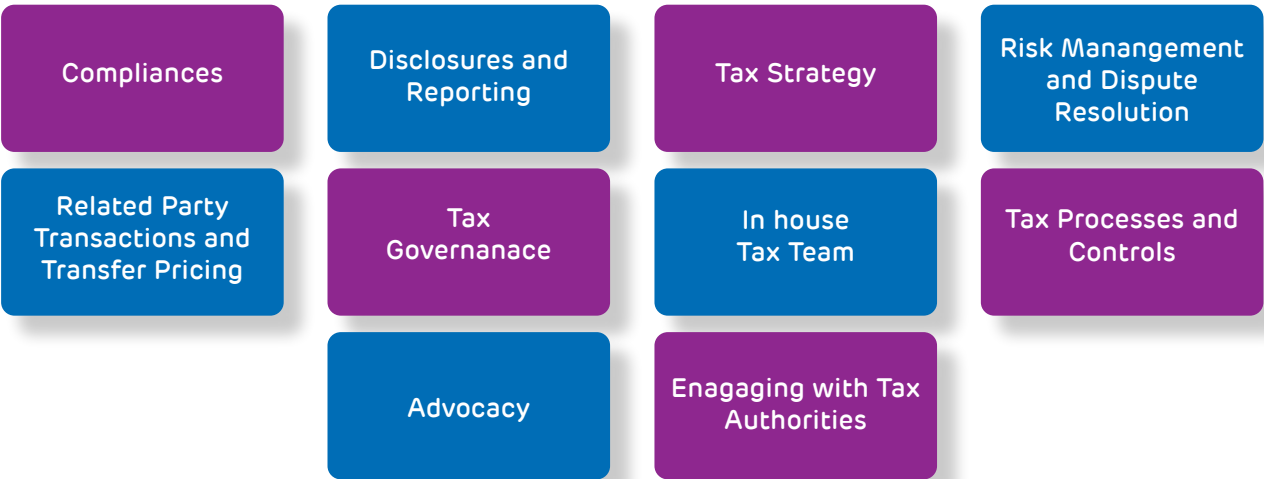 Compliances
Disclosures and
Reporting
Tax Strategy
Risk Manangement
and Dispute
Resolution
Related Party
Transactions and
Transfer Pricing
Tax
Governanace
In house
Tax Team
Tax Processes and
Controls
Advocacy
Enagaging with Tax
Authorities